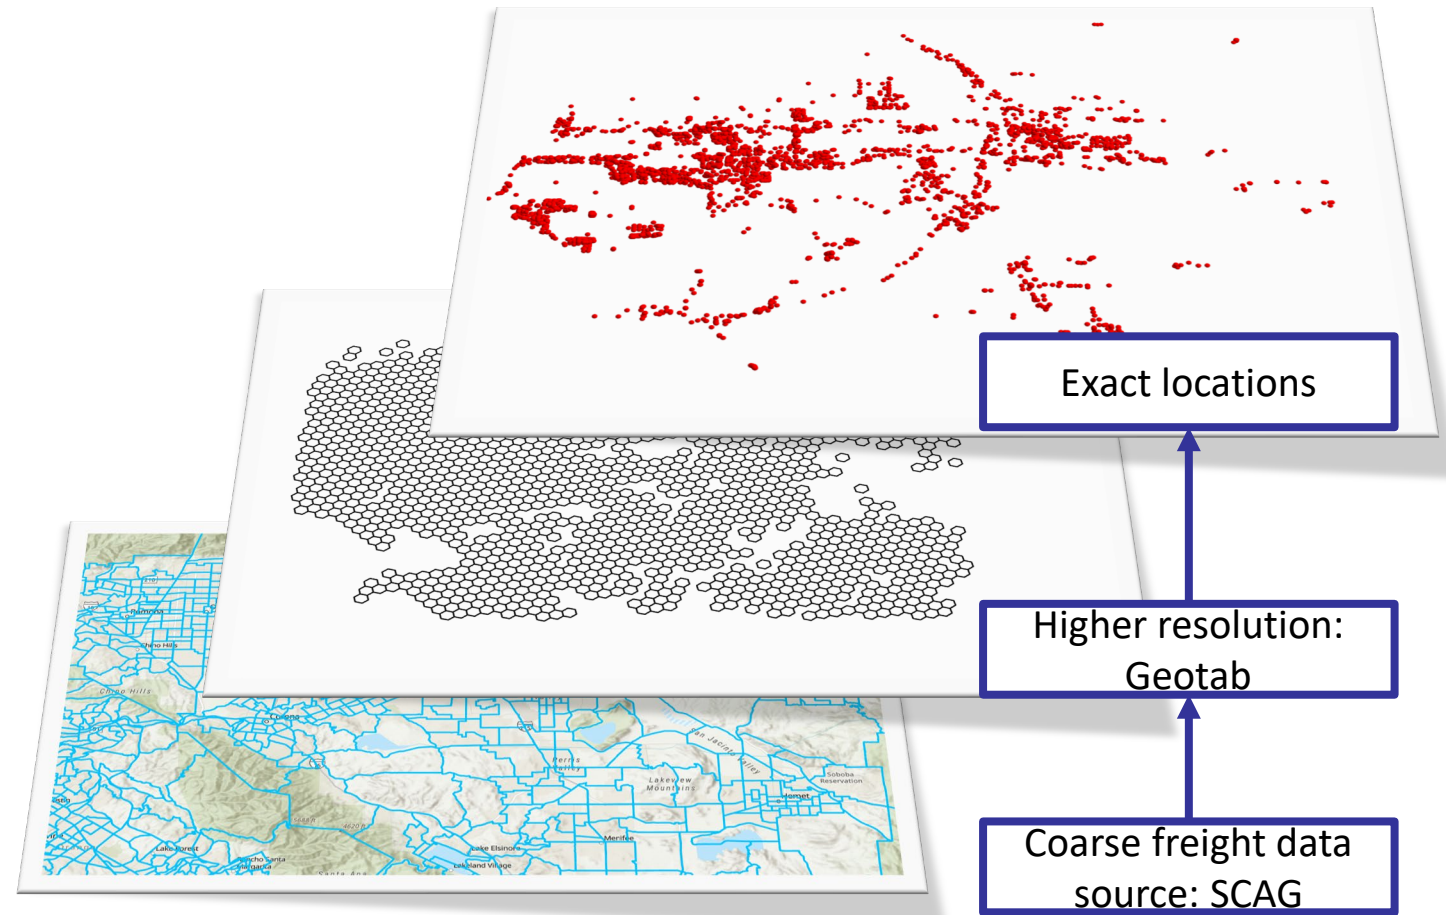 Exact locations
Higher resolution:
Geotab
Coarse freight data
source: SCAG
Pomona
Chino Hills
Chino Hills
Corona
Perris
Valley
San Jacinto Valley
Lakeview
Mountains
Soboba
Reservation
Menifee
Lake Elsinore
Lakeland Village
Lake Forest
Santa Ana